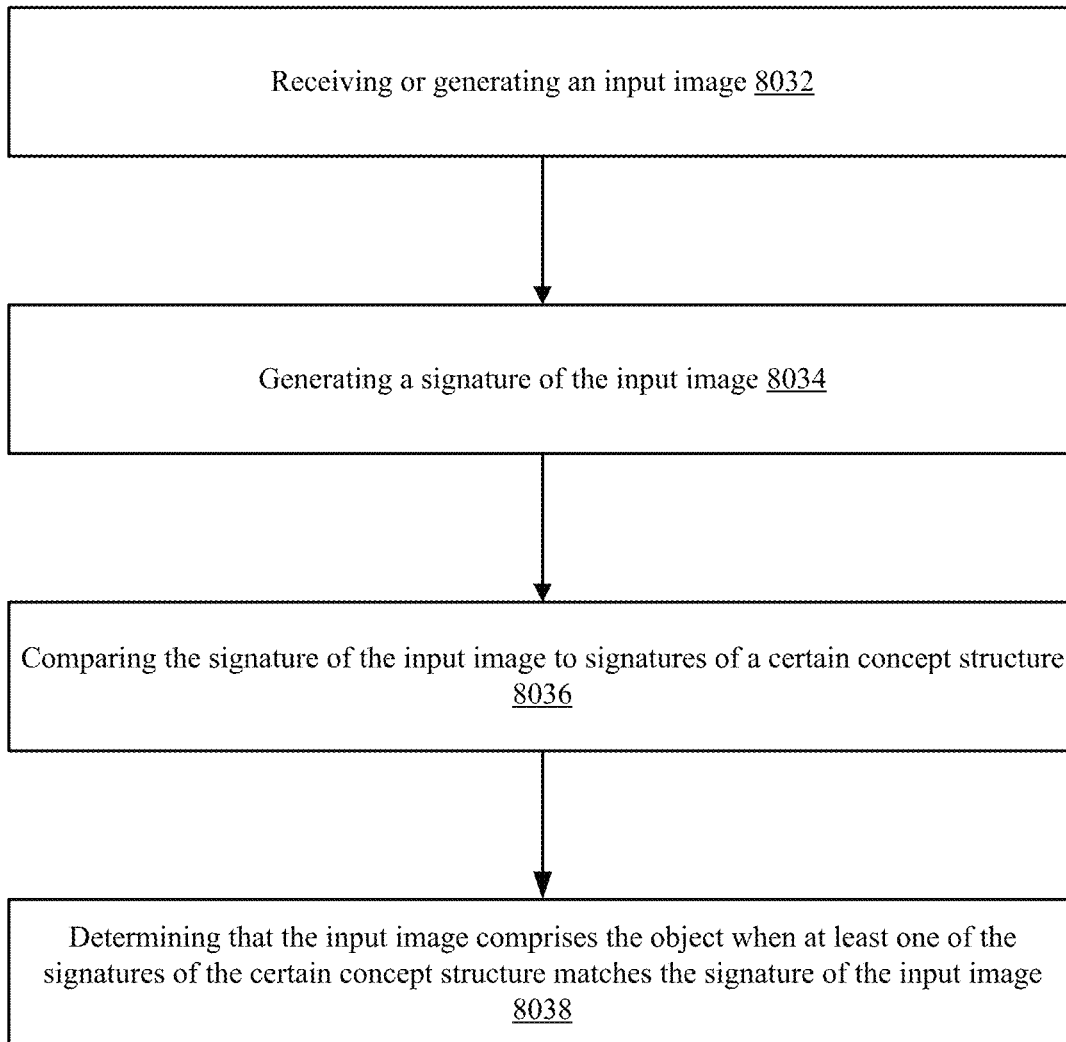 Receiving or generating an input image 8032
Generating a signature of the input image 8034
Comparing the signature of the input image to signatures of a certain concept structure
8036
Determining that the input image comprises the object when at least one of the
signatures of the certain concept structure matches the signature of the input image
8038